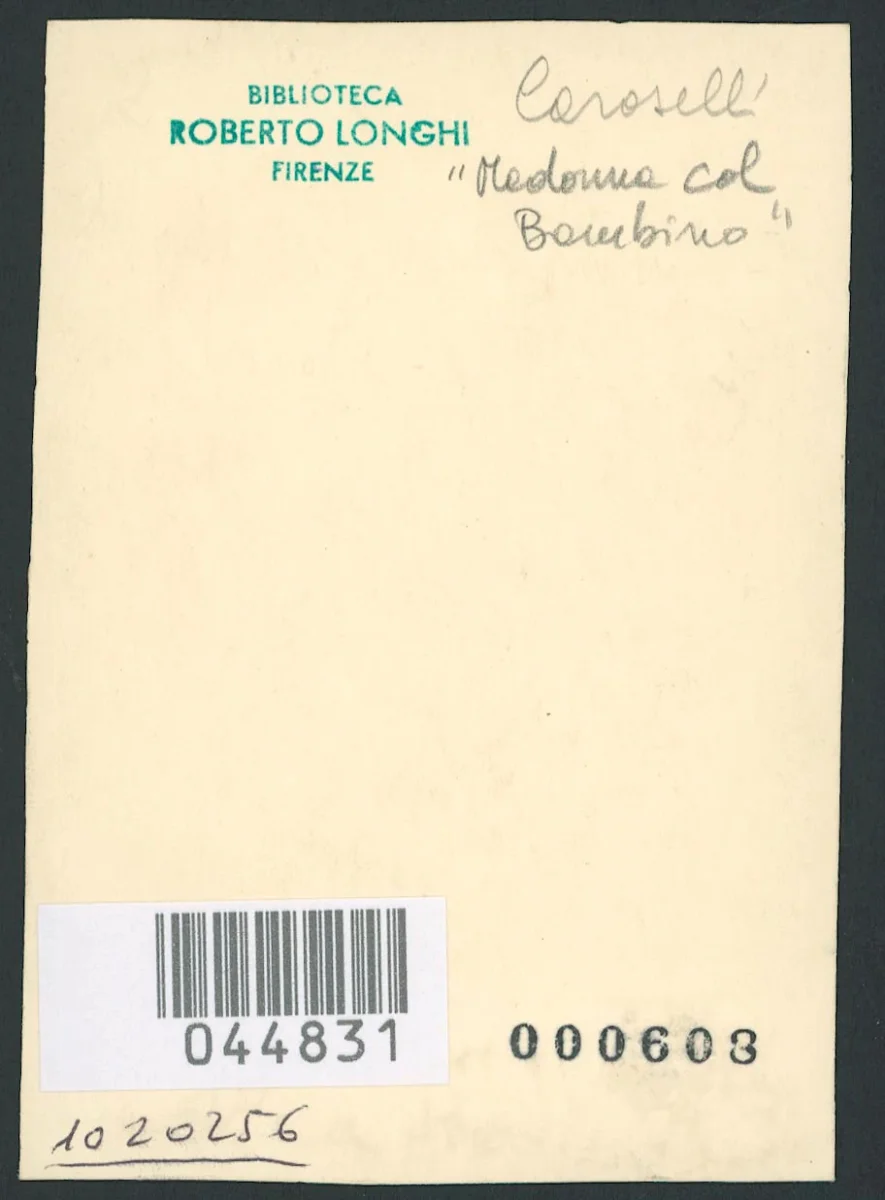 BIBLIOTECA
ROBERTO LONGHI
FIRENZE
Caroselli
"Madonna col
Bambino"
044831
000608
1020256